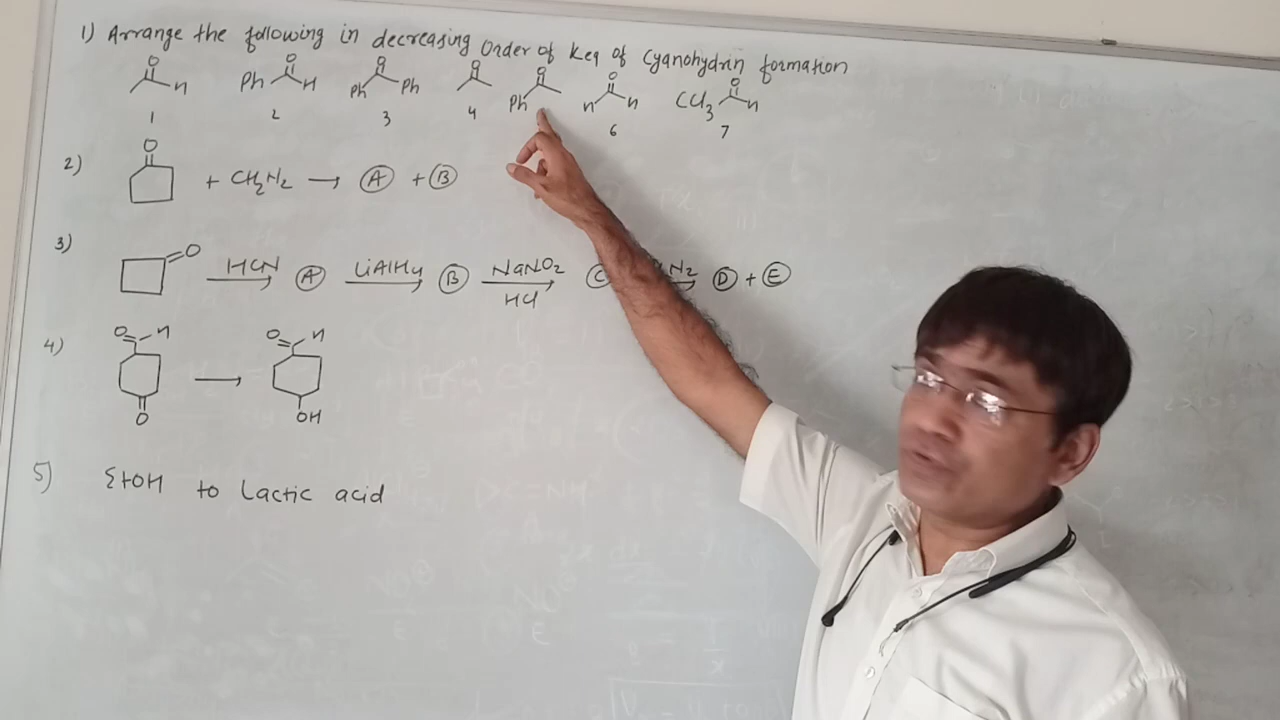 1) Arrange the following in decreasing order of Keq of Cyanohydrin formation
O O O O O O O
H Ph H Ph Ph Ph H H CCl3 H
1 2 3 4 6 7
2) O + CH2N2 → A + B
3) O HCN → A LiAlH4 → B NaNO2 HCl → C N2 → D + E
4) O H O → O H OH
5) EtOH to Lactic acid